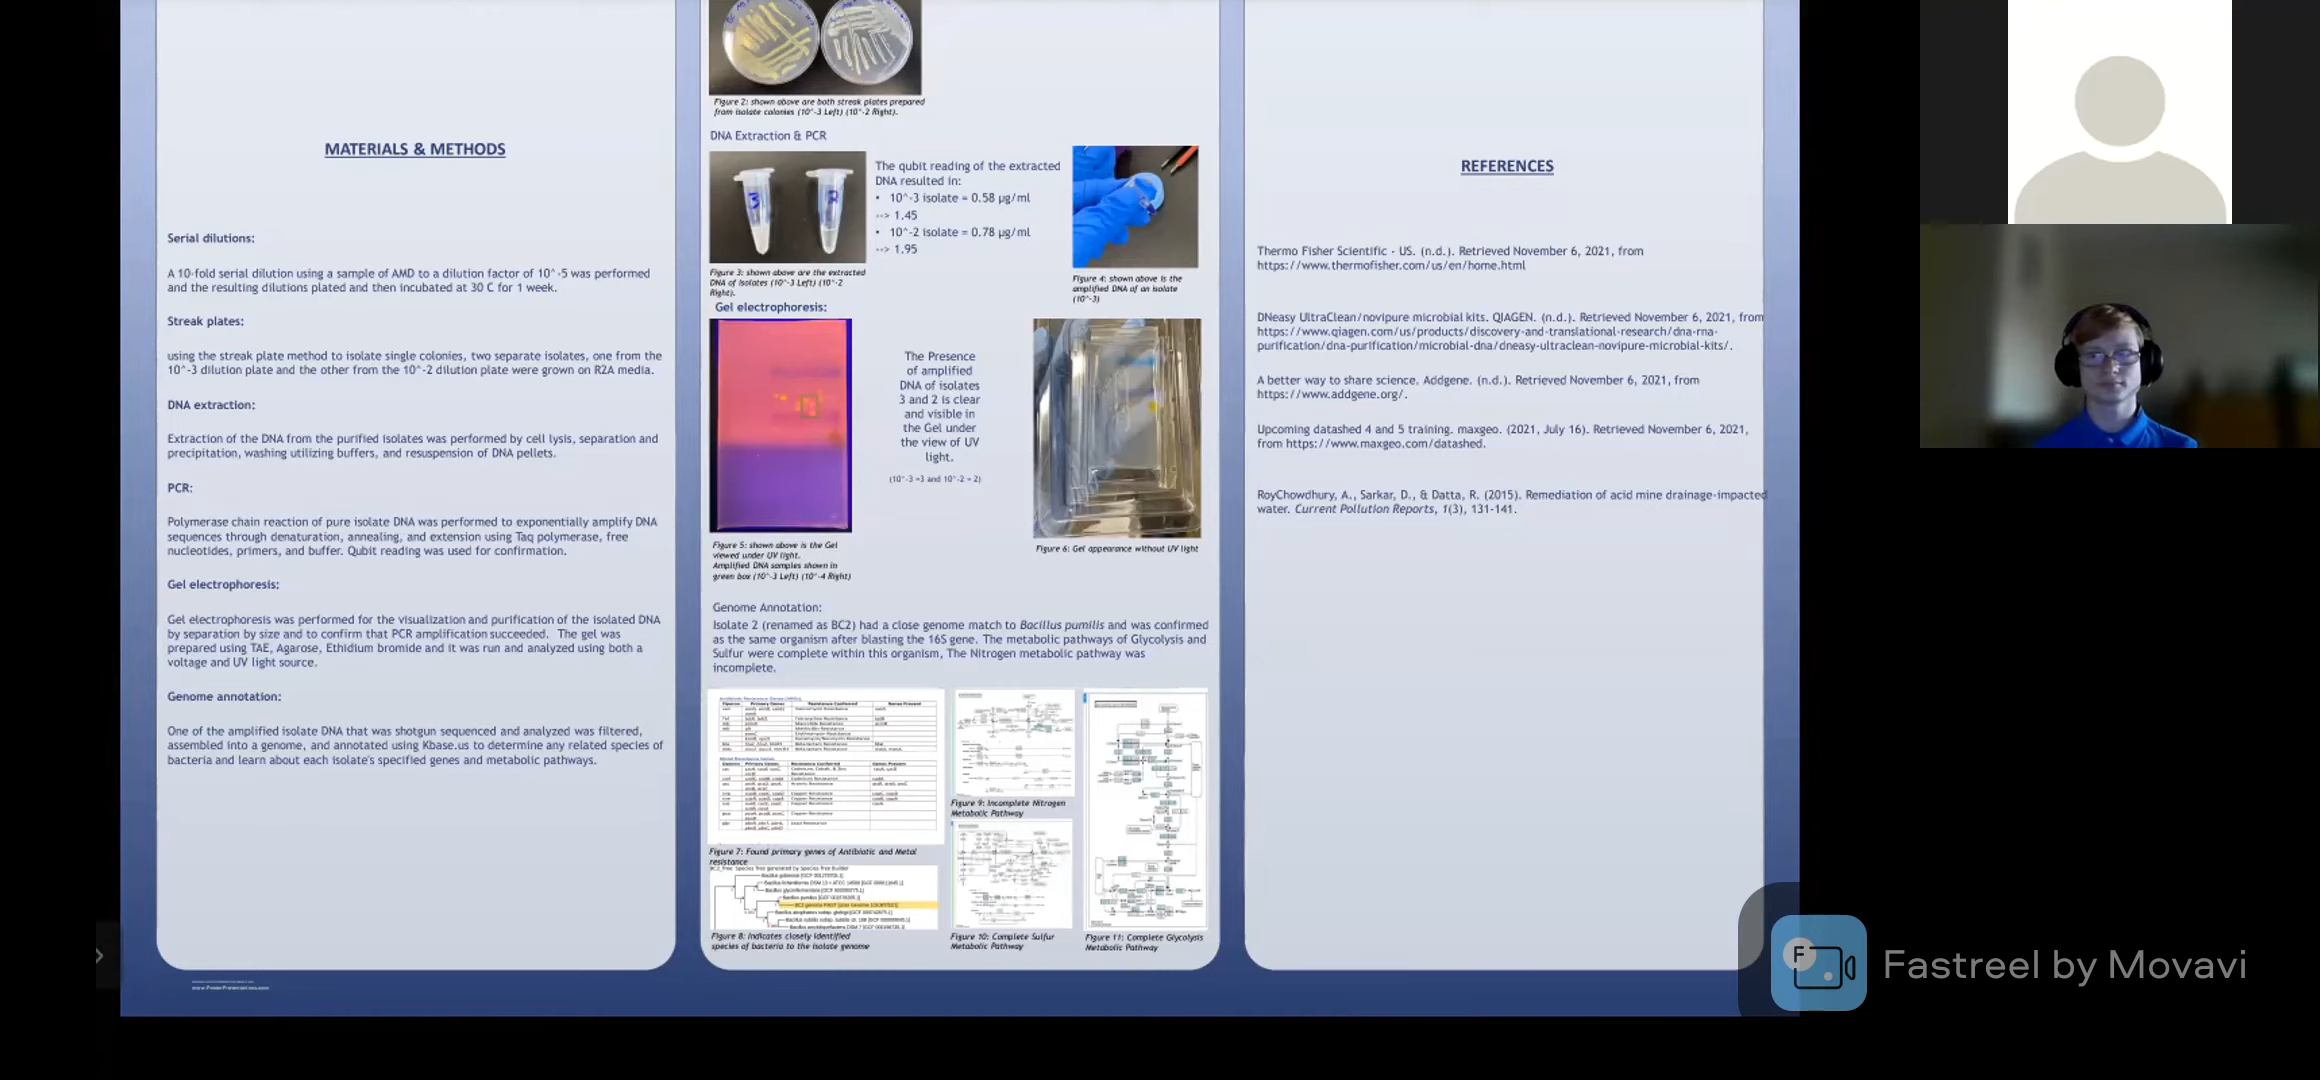 MATERIALS & METHODS
Serial dilutions:
A 10-fold serial dilution using a sample of AMD to a dilution factor of 10^-5 was performed
and the resulting dilutions plated and then incubated at 30 C for 1 week.
Streak plates:
using the streak plate method to isolate single colonies, two separate isolates, one from the
10^-3 dilution plate and the other from the 10^-2 dilution plate were grown on R2A media.
DNA extraction:
Extraction of the DNA from the purified isolates was performed by cell lysis, separation and
precipitation, washing utilizing buffers, and resuspension of DNA pellets.
PCR:
Polymerase chain reaction of pure isolate DNA was performed to exponentially amplify DNA
sequences through denaturation, annealing, and extension using Taq polymerase, free
nucleotides, primers, and buffer. Qubit reading was used for confirmation.
Gel electrophoresis:
Gel electrophoresis was performed for the visualization and purification of the isolated DNA
by separation by size and to confirm that PCR amplification succeeded. The gel was
prepared using TAE, Agarose, Ethidium bromide and it was run and analyzed using both a
voltage and UV light source.
Genome annotation:
One of the amplified isolate DNA that was shotgun sequenced and analyzed was filtered,
assembled into a genome, and annotated using Kbase.us to determine any related species of
bacteria and learn about each isolate's specified genes and metabolic pathways.
Figure 2: shown above are both streak plates prepared
from isolate colonies (10^-3 Left) (10^-2 Right).
DNA Extraction & PCR
The qubit reading of the extracted
DNA resulted in:
• 10^-3 isolate = 0.58 µg/ml
--> 1.45
• 10^-2 isolate = 0.78 µg/ml
--> 1.95
Figure 3: shown above are the extracted
DNA of isolates (10^-3 Left) (10^-2
Right).
Figure 4: shown above is the
amplified DNA of an isolate
(10^-3)
Gel electrophoresis:
The Presence
of amplified
DNA of isolates
3 and 2 is clear
and visible in
the Gel under
the view of UV
light.
(10^-3 =3 and 10^-2 = 2)
Figure 5: shown above is the Gel
viewed under UV light.
Amplified DNA samples shown in
green box (10^-3 Left) (10^-4 Right)
Figure 6: Gel appearance without UV light
Genome Annotation:
Isolate 2 (renamed as BC2) had a close genome match to Bacillus pumilis and was confirmed
as the same organism after blasting the 16S gene. The metabolic pathways of Glycolysis and
Sulfur were complete within this organism, The Nitrogen metabolic pathway was
incomplete.
Figure 7: Found primary genes of Antibiotic and Metal
resistance
Figure 8: Indicates closely identified
species of bacteria to the isolate genome
Figure 9: Incomplete Nitrogen
Metabolic Pathway
Figure 10: Complete Sulfur
Metabolic Pathway
Figure 11: Complete Glycolysis
Metabolic Pathway
REFERENCES
Thermo Fisher Scientific - US. (n.d.). Retrieved November 6, 2021, from
https://www.thermofisher.com/us/en/home.html
DNeasy UltraClean/novipure microbial kits. QIAGEN. (n.d.). Retrieved November 6, 2021, from
https://www.qiagen.com/us/products/discovery-and-translational-research/dna-rna-
purification/dna-purification/microbial-dna/dneasy-ultraclean-novipure-microbial-kits/.
A better way to share science. Addgene. (n.d.). Retrieved November 6, 2021, from
https://www.addgene.org/.
Upcoming datashed 4 and 5 training. maxgeo. (2021, July 16). Retrieved November 6, 2021,
from https://www.maxgeo.com/datashed.
RoyChowdhury, A., Sarkar, D., & Datta, R. (2015). Remediation of acid mine drainage-impacted
water. Current Pollution Reports, 1(3), 131-141.
Fastreel by Movavi